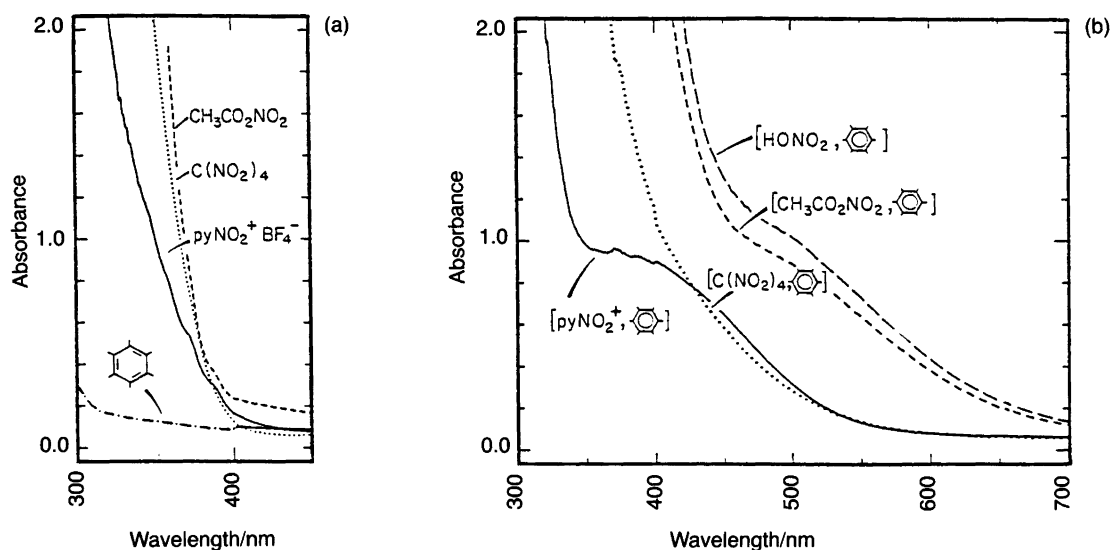 (a)
2.0
1.0
0.0
Absorbance
CH₃CO₂NO₂
C(NO₂)₄
pyNO₂⁺ BF₄⁻
300
400
Wavelength/nm
(b)
2.0
1.0
0.0
Absorbance
[HONO₂, ]
[CH₃CO₂NO₂, ]
[C(NO₂)₄, ]
[pyNO₂⁺, ]
300
400
500
600
700
Wavelength/nm